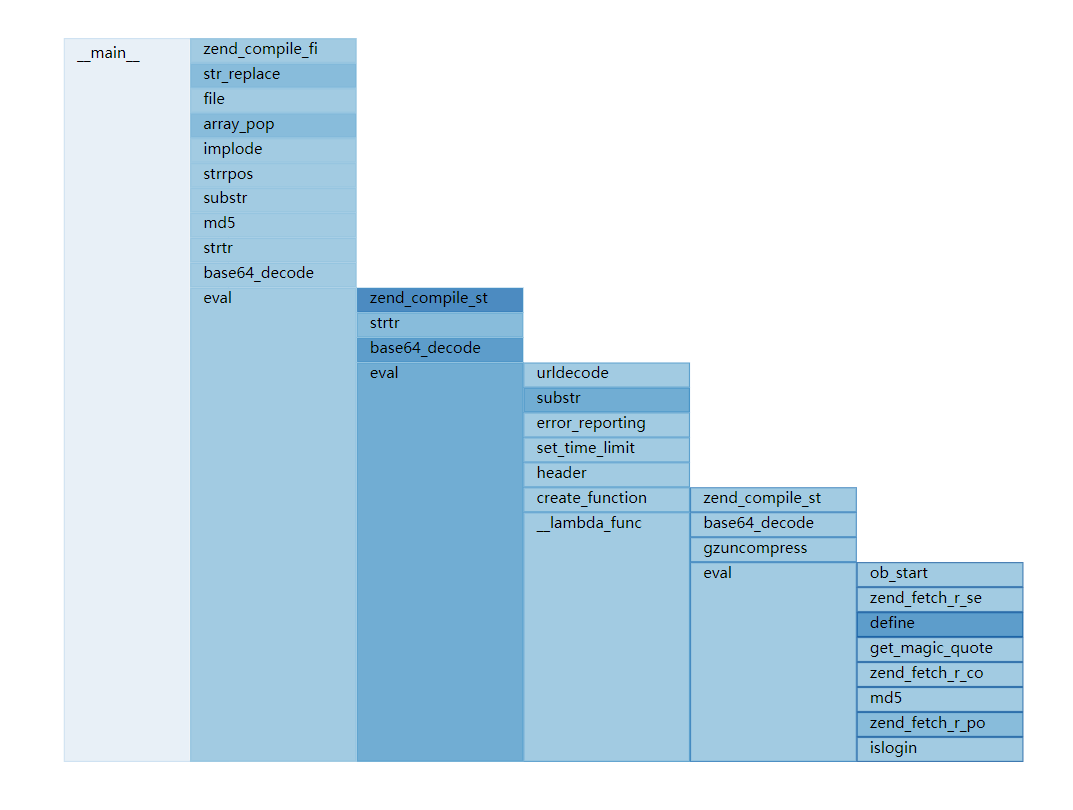 __main__
zend_compile_fi
str_replace
file
array_pop
implode
strrpos
substr
md5
strtr
base64_decode
eval
zend_compile_st
strtr
base64_decode
eval
urldecode
substr
error_reporting
set_time_limit
header
create_function
__lambda_func
zend_compile_st
base64_decode
gzuncompress
eval
ob_start
zend_fetch_r_se
define
get_magic_quote
zend_fetch_r_co
md5
zend_fetch_r_po
islogin